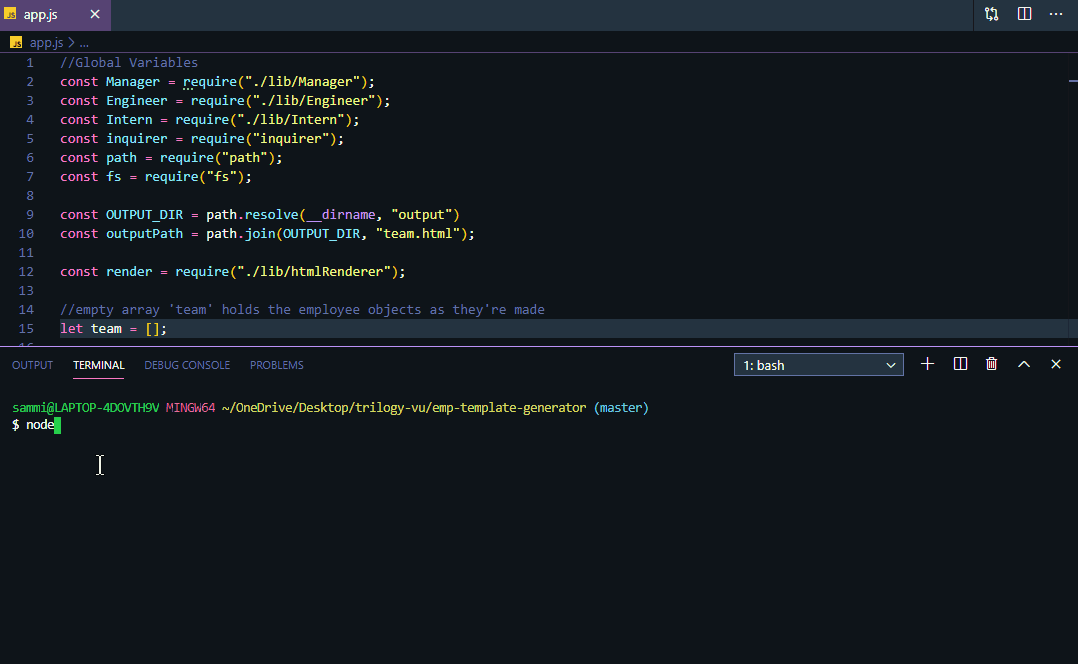 JS app.js ✕ ⋯
JS app.js > ...
1 //Global Variables
2 const Manager = require("./lib/Manager");
3 const Engineer = require("./lib/Engineer");
4 const Intern = require("./lib/Intern");
5 const inquirer = require("inquirer");
6 const path = require("path");
7 const fs = require("fs");
8
9 const OUTPUT_DIR = path.resolve(__dirname, "output")
10 const outputPath = path.join(OUTPUT_DIR, "team.html");
11
12 const render = require("./lib/htmlRenderer");
13
14 //empty array 'team' holds the employee objects as they're made
15 let team = [];
16
OUTPUT TERMINAL DEBUG CONSOLE PROBLEMS 1: bash
sammi@LAPTOP-4DOVTH9V MINGW64 ~/OneDrive/Desktop/trilogy-vu/emp-template-generator (master)
$ node